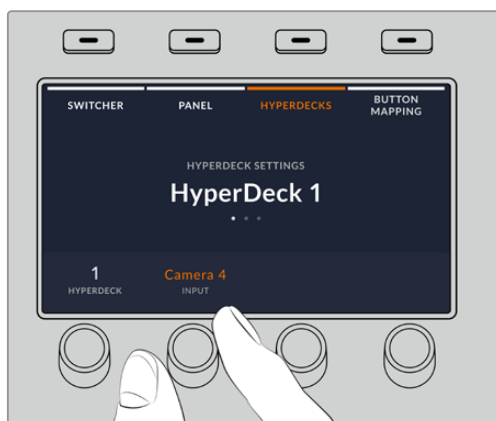 SWITCHER
PANEL
HYPERDECKS
BUTTON
MAPPING
HYPERDECK SETTINGS
HyperDeck 1
1
HYPERDECK
Camera 4
INPUT